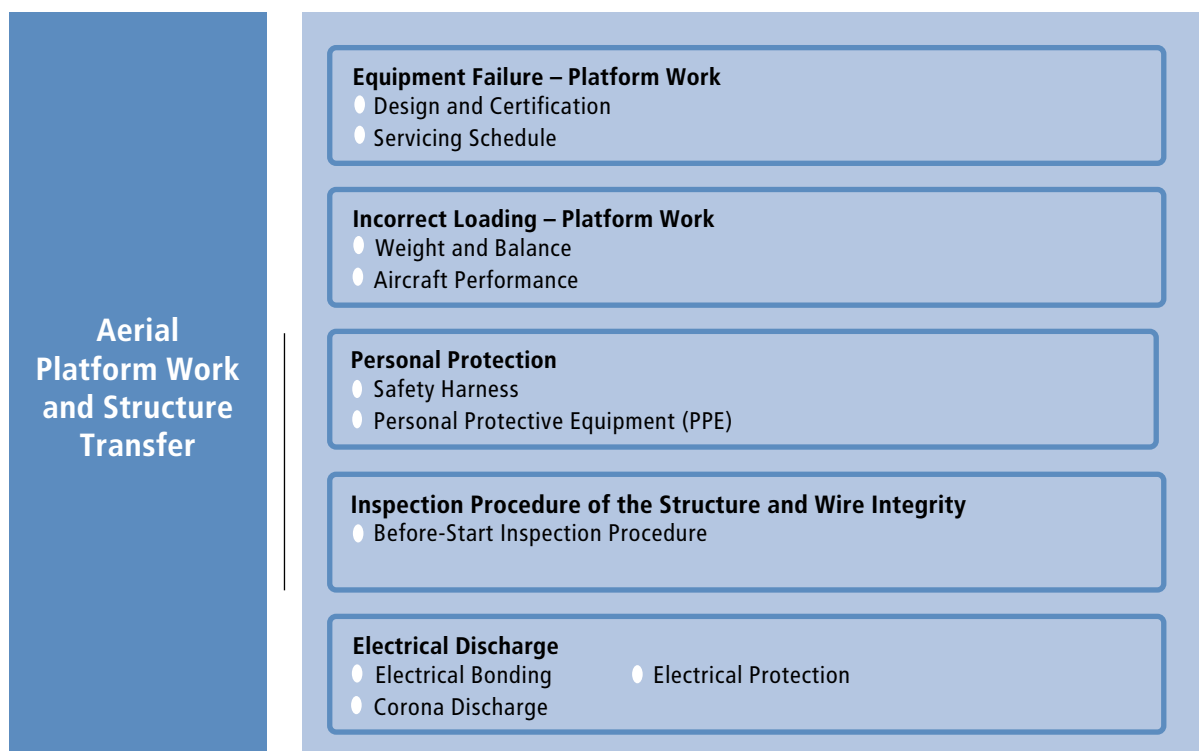 Aerial
Platform Work
and Structure
Transfer
Equipment Failure – Platform Work
Design and Certification
Servicing Schedule
Incorrect Loading – Platform Work
Weight and Balance
Aircraft Performance
Personal Protection
Safety Harness
Personal Protective Equipment (PPE)
Inspection Procedure of the Structure and Wire Integrity
Before-Start Inspection Procedure
Electrical Discharge
Electrical Bonding
Electrical Protection
Corona Discharge